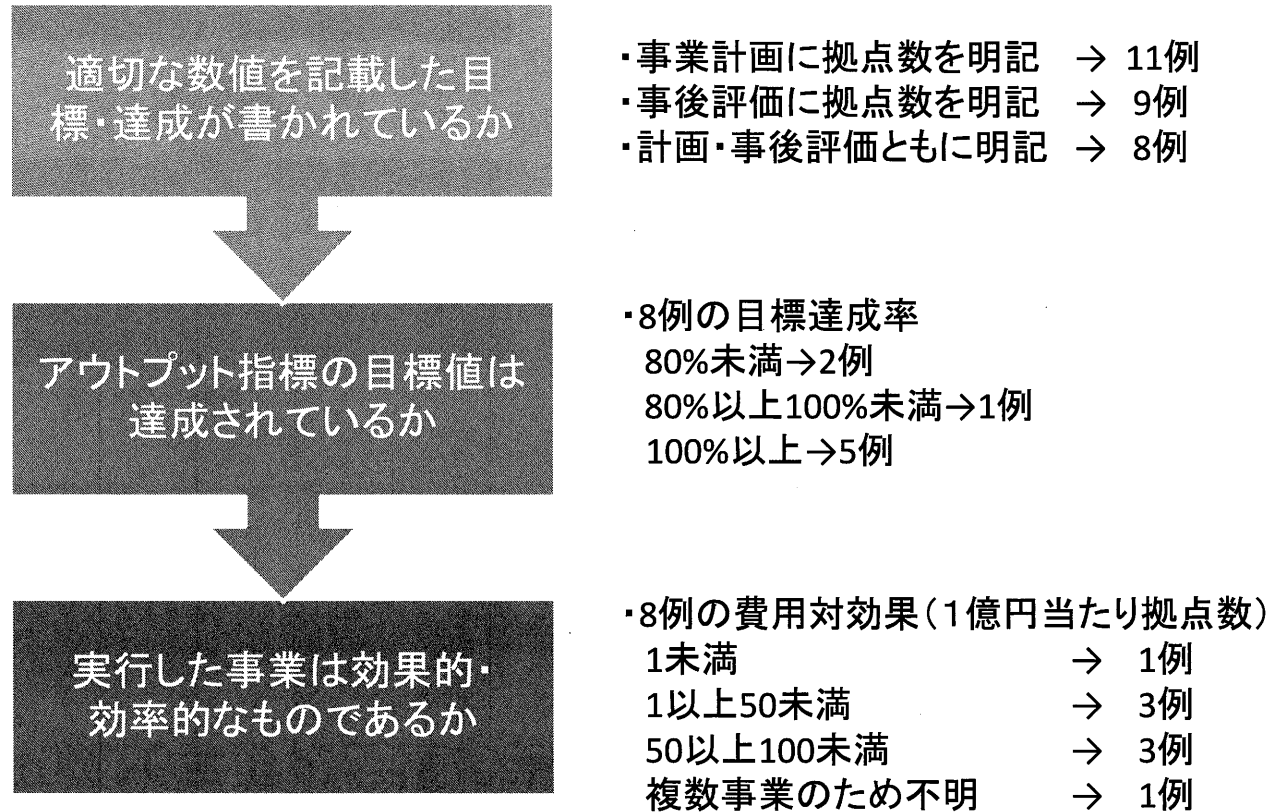 適切な数値を記載した目
標・達成が書かれているか
・事業計画に拠点数を明記 → 11例
・事後評価に拠点数を明記 → 9例
・計画・事後評価ともに明記 → 8例
アウトプット指標の目標値は
達成されているか
・8例の目標達成率
80%未満→2例
80%以上100%未満→1例
100%以上→5例
実行した事業は効果的・
効率的なものであるか
・8例の費用対効果(１億円当たり拠点数)
1未満 → 1例
1以上50未満 → 3例
50以上100未満 → 3例
複数事業のため不明 → 1例